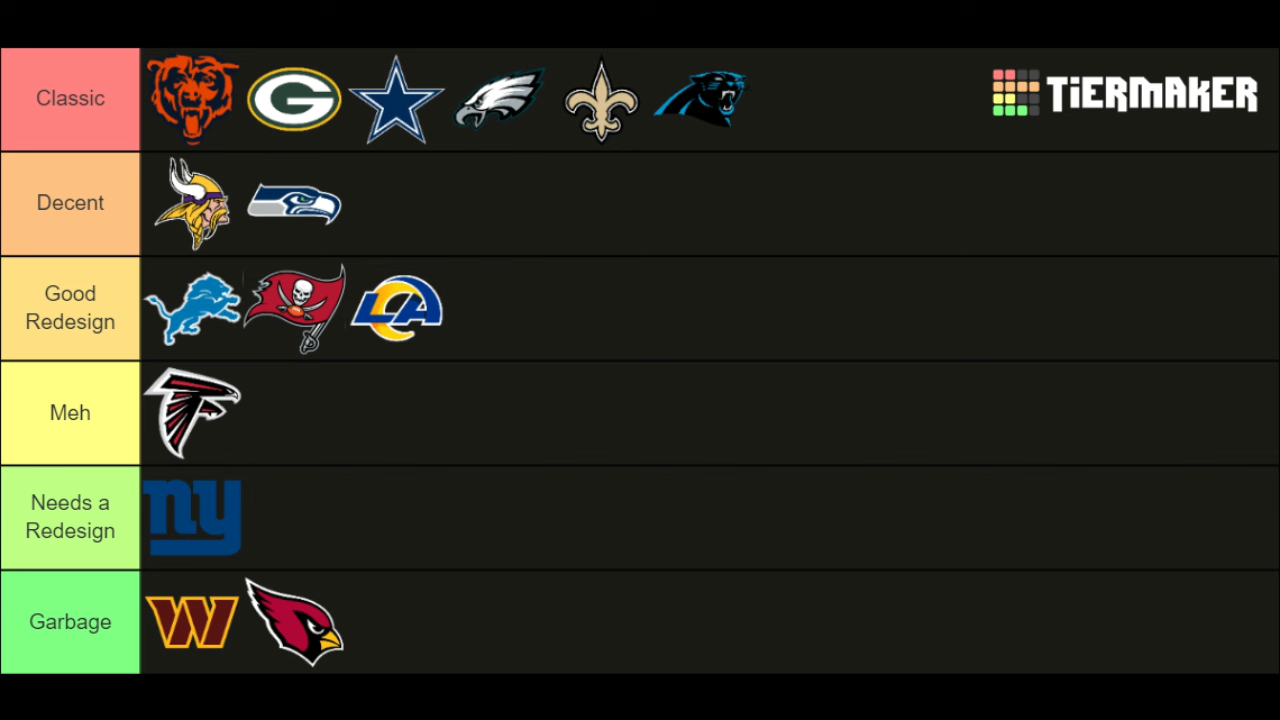 Classic
G
TiERMAKER
Decent
Good
Redesign
LA
Meh
Needs a
Redesign
ny
Garbage
W